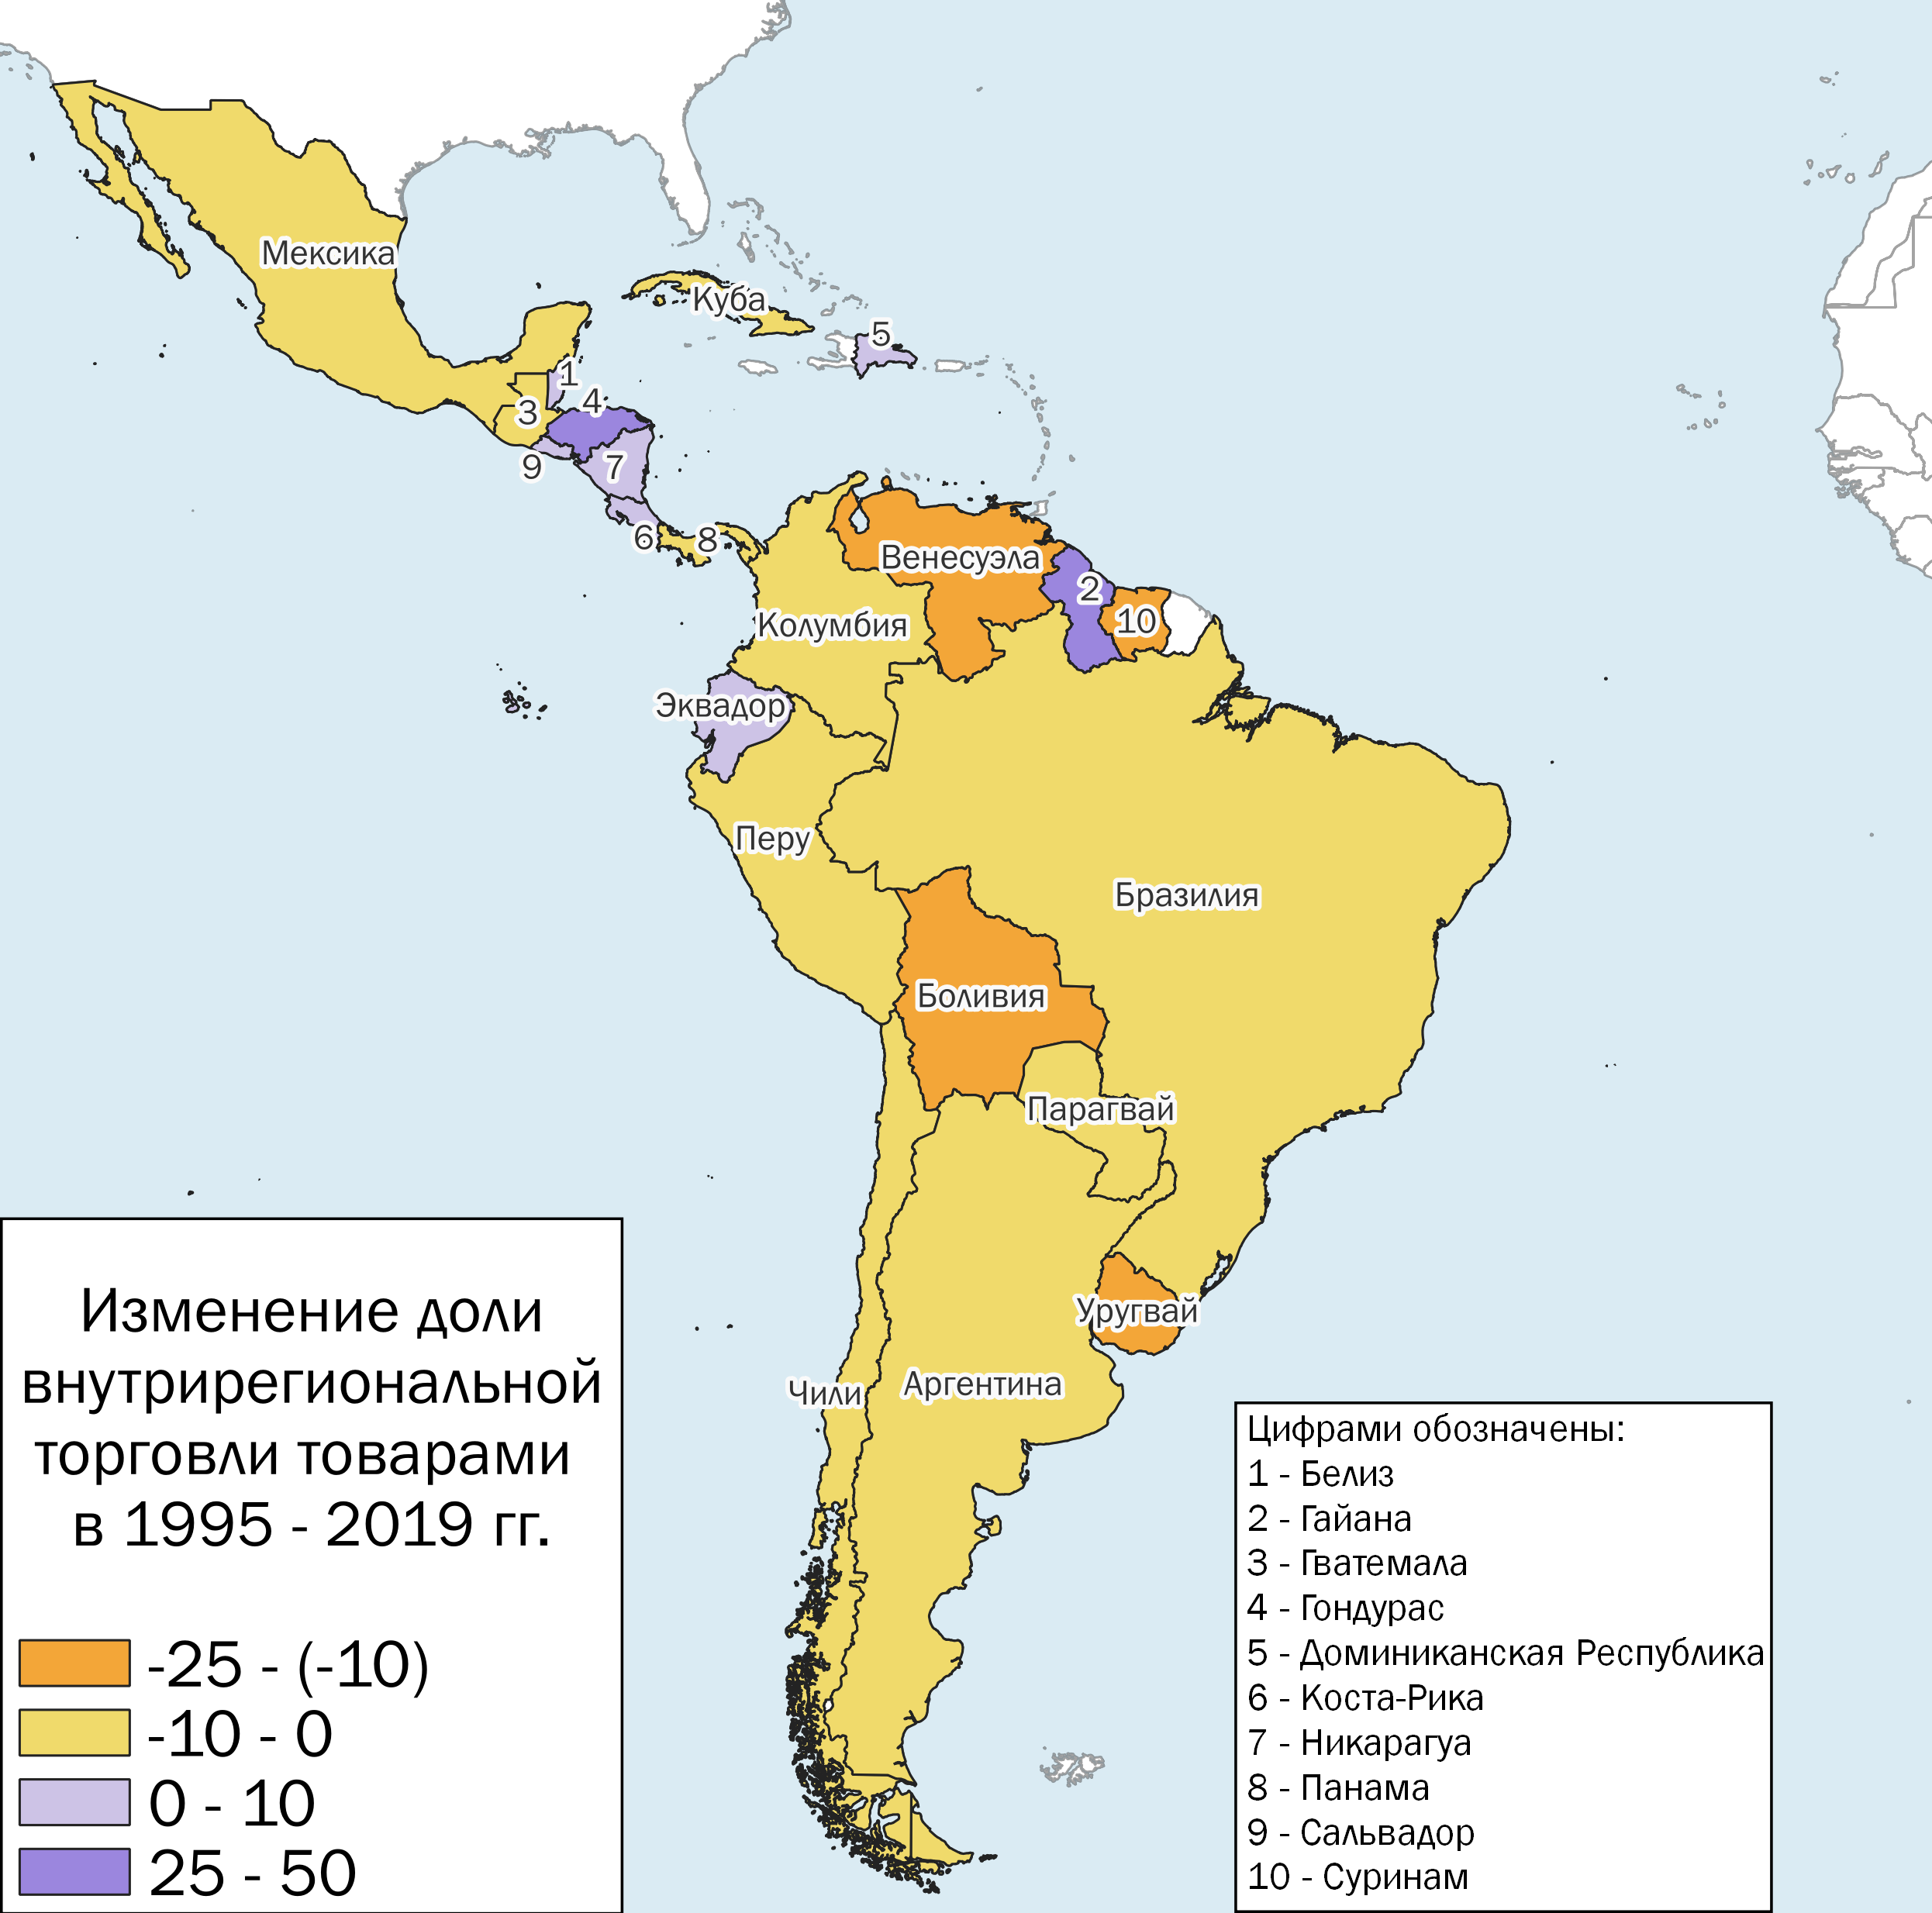 Мексика
Куба
5
1
4
3
9
7
6
8
Венесуэла
2
10
Колумбия
Эквадор
Перу
Бразилия
Боливия
Парагвай
Уругвай
Чили
Аргентина
Изменение доли
внутрирегиональной
торговли товарами
в 1995 - 2019 гг.
-25 - (-10)
-10 - 0
0 - 10
25 - 50
Цифрами обозначены:
1 - Белиз
2 - Гайана
3 - Гватемала
4 - Гондурас
5 - Доминиканская Республика
6 - Коста-Рика
7 - Никарагуа
8 - Панама
9 - Сальвадор
10 - Суринам